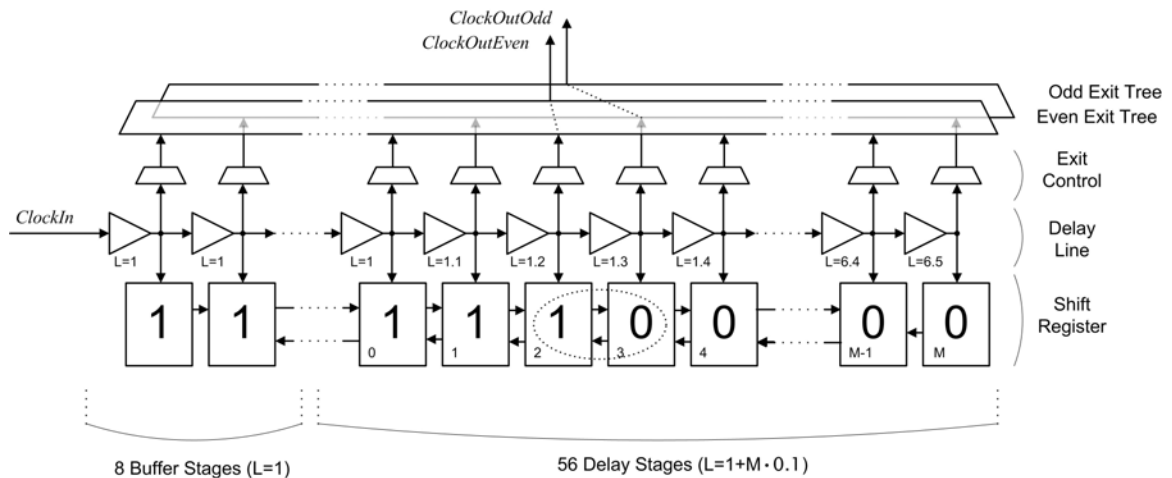 ClockOutOdd
ClockOutEven
Odd Exit Tree
Even Exit Tree
Exit
Control
ClockIn
Delay
Line
L=1 L=1 L=1 L=1.1 L=1.2 L=1.3 L=1.4 L=6.4 L=6.5
Shift
Register
1 1 1 1 1 0 0 0 0
0 1 2 3 4 M-1 M
8 Buffer Stages (L=1)
56 Delay Stages (L=1+M·0.1)